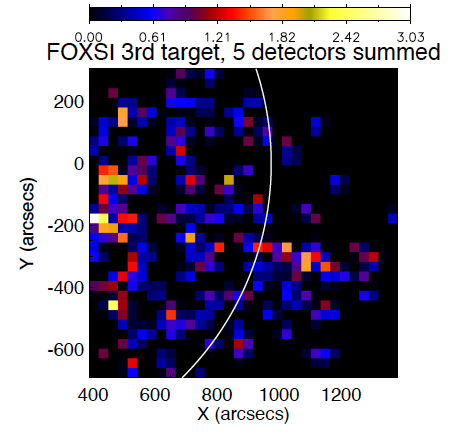 0.00 0.61 1.21 1.82 2.42 3.03
FOXSI 3rd target, 5 detectors summed
200
0
-200
-400
-600
Y (arcsecs)
400 600 800 1000 1200
X (arcsecs)